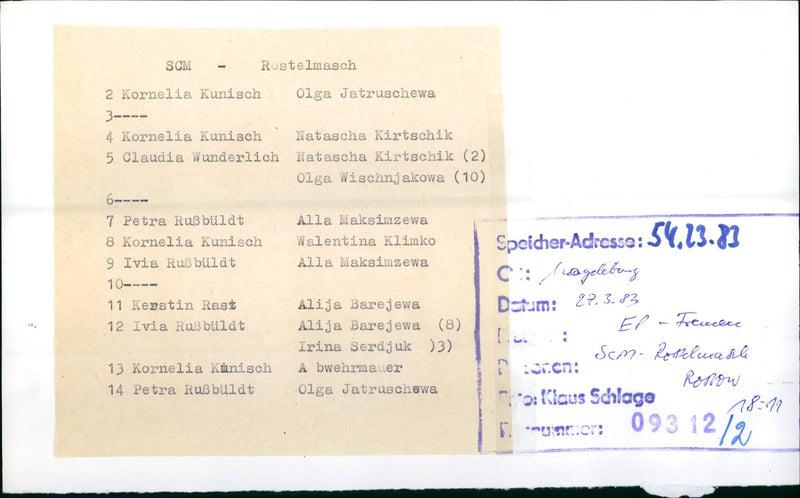 SCM - Rostelmasch
2 Kornelia Kunisch Olga Jatruschewa
3----
4 Kornelia Kunisch Natascha Kirtschik
5 Claudia Wunderlich Natascha Kirtschik (2)
Olga Wischnjakowa (10)
6----
7 Petra Rußbüldt Alla Maksimzewa
8 Kornelia Kunisch Walentina Klimko
9 Ivia Rußbüldt Alla Maksimzewa
10----
11 Kerstin Rast Alija Barejewa
12 Ivia Rußbüldt Alija Barejewa (8)
Irina Serdjuk )3)
13 Kornelia Kunisch A bwehrmauer
14 Petra Rußbüldt Olga Jatruschewa
Speicher-Adresse: 54.23.83
Magdeburg
Datum: 27.3.83
EP - Frauen
SCM - Rostelmasch
Rostow
Klaus Schlage
18-11
093 12 /2